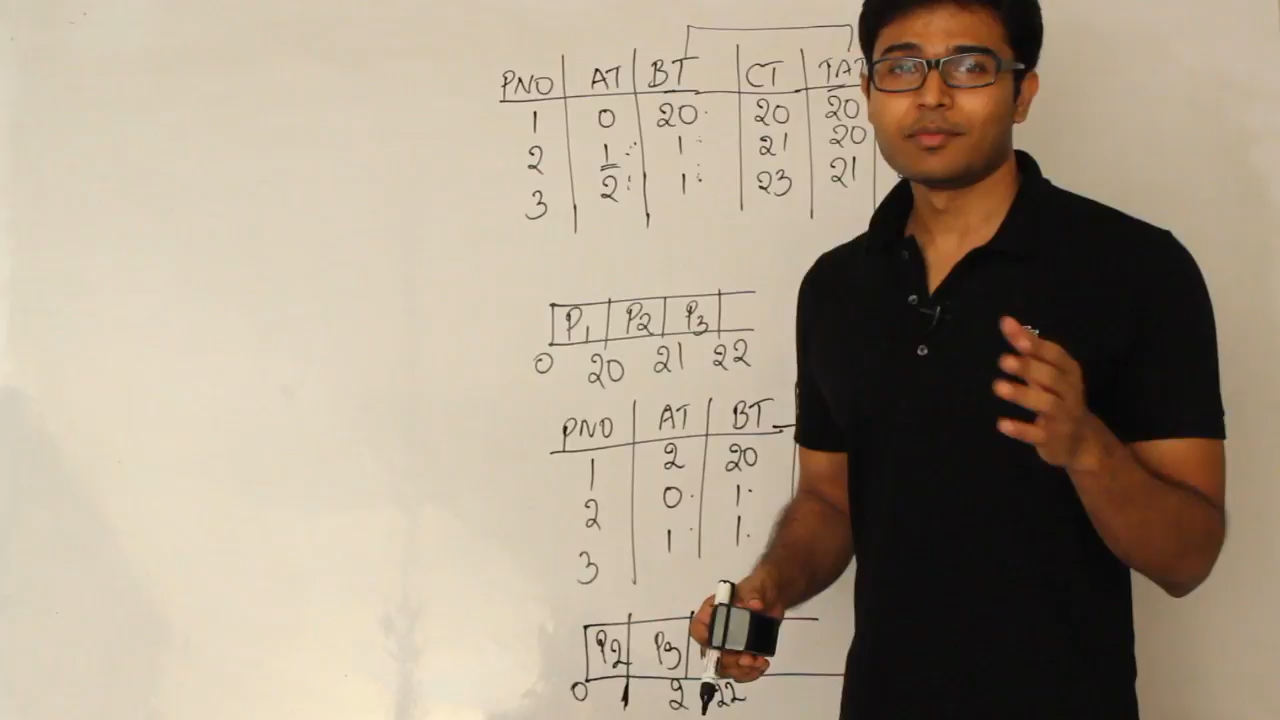 PNO AT BT CT TAT
1 0 20 20 20
2 1 1 21 20
3 2 1 23 21
P1 P2 P3
0 20 21 22
PNO AT BT
1 2 20
2 0 1
3 1 1
P2 P3
0 2 22